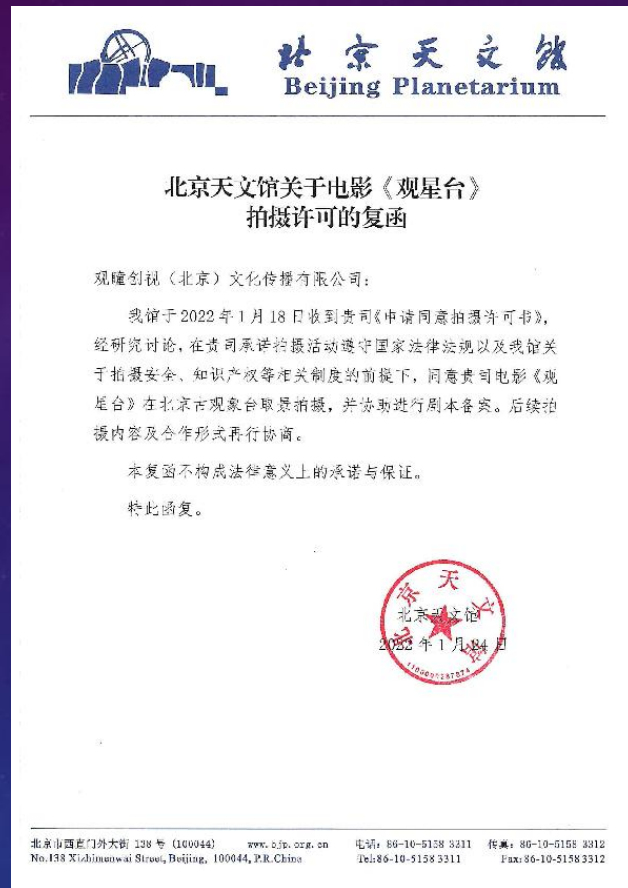 北京天文馆
Beijing Planetarium
北京天文馆关于电影《观星台》
拍摄许可的复函
观瞳创视（北京）文化传播有限公司：
我馆于2022年1月18日收到贵司《申请同意拍摄许可书》，
经研究讨论，在贵司承诺拍摄活动遵守国家法律法规以及我馆关
于拍摄安全、知识产权等相关制度的前提下，同意贵司电影《观
星台》在北京古观象台取景拍摄，并协助进行剧本备案。后续拍
摄内容及合作形式再行协商。
本复函不构成法律意义上的承诺与保证。
特此函复。
北京天文馆
北京天文馆
2022年1月24日
北京市西直门外大街 138 号 (100044) www.bjp.org.cn 电话：86-10-5158 3311 传真：86-10-5158 3312
No.138 Xizhimenwai Street, Beijing, 100044, P.R.China Tel:86-10-5158 3311 Fax:86-10-5158 3312